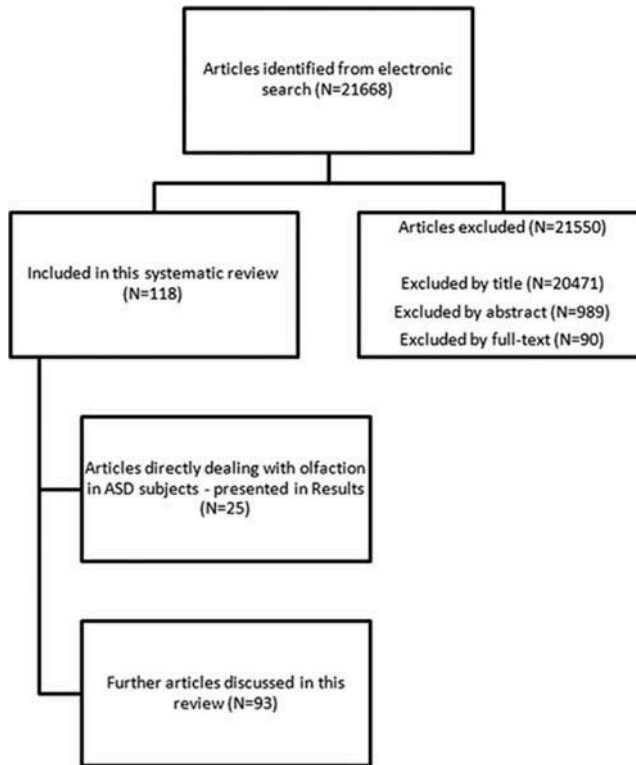 Articles identified from electronic
search (N=21668)
Included in this systematic review
(N=118)
Articles excluded (N=21550)
Excluded by title (N=20471)
Excluded by abstract (N=989)
Excluded by full-text (N=90)
Articles directly dealing with olfaction
in ASD subjects - presented in Results
(N=25)
Further articles discussed in this
review (N=93)